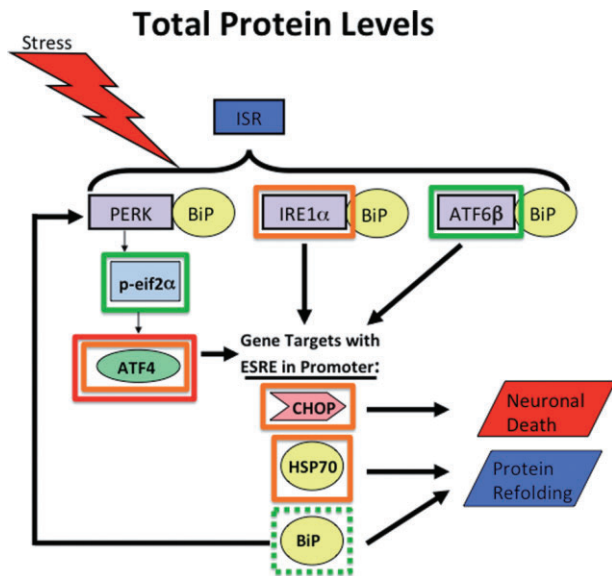 Total Protein Levels
Stress
ISR
PERK
BiP
IRE1α
BiP
ATF6β
BiP
p-eif2α
ATF4
Gene Targets with
ESRE in Promoter:
CHOP
Neuronal
Death
HSP70
Protein
Refolding
BiP